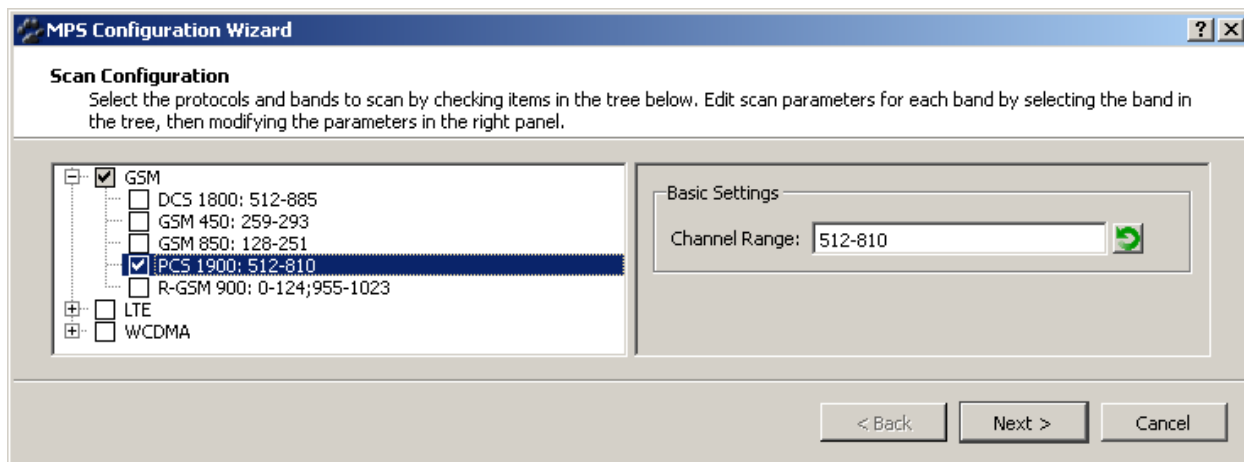 MPS Configuration Wizard
Scan Configuration
Select the protocols and bands to scan by checking items in the tree below. Edit scan parameters for each band by selecting the band in
the tree, then modifying the parameters in the right panel.
GSM
DCS 1800: 512-885
GSM 450: 259-293
GSM 850: 128-251
PCS 1900: 512-810
R-GSM 900: 0-124;955-1023
LTE
WCDMA
Basic Settings
Channel Range: 512-810
< Back Next > Cancel